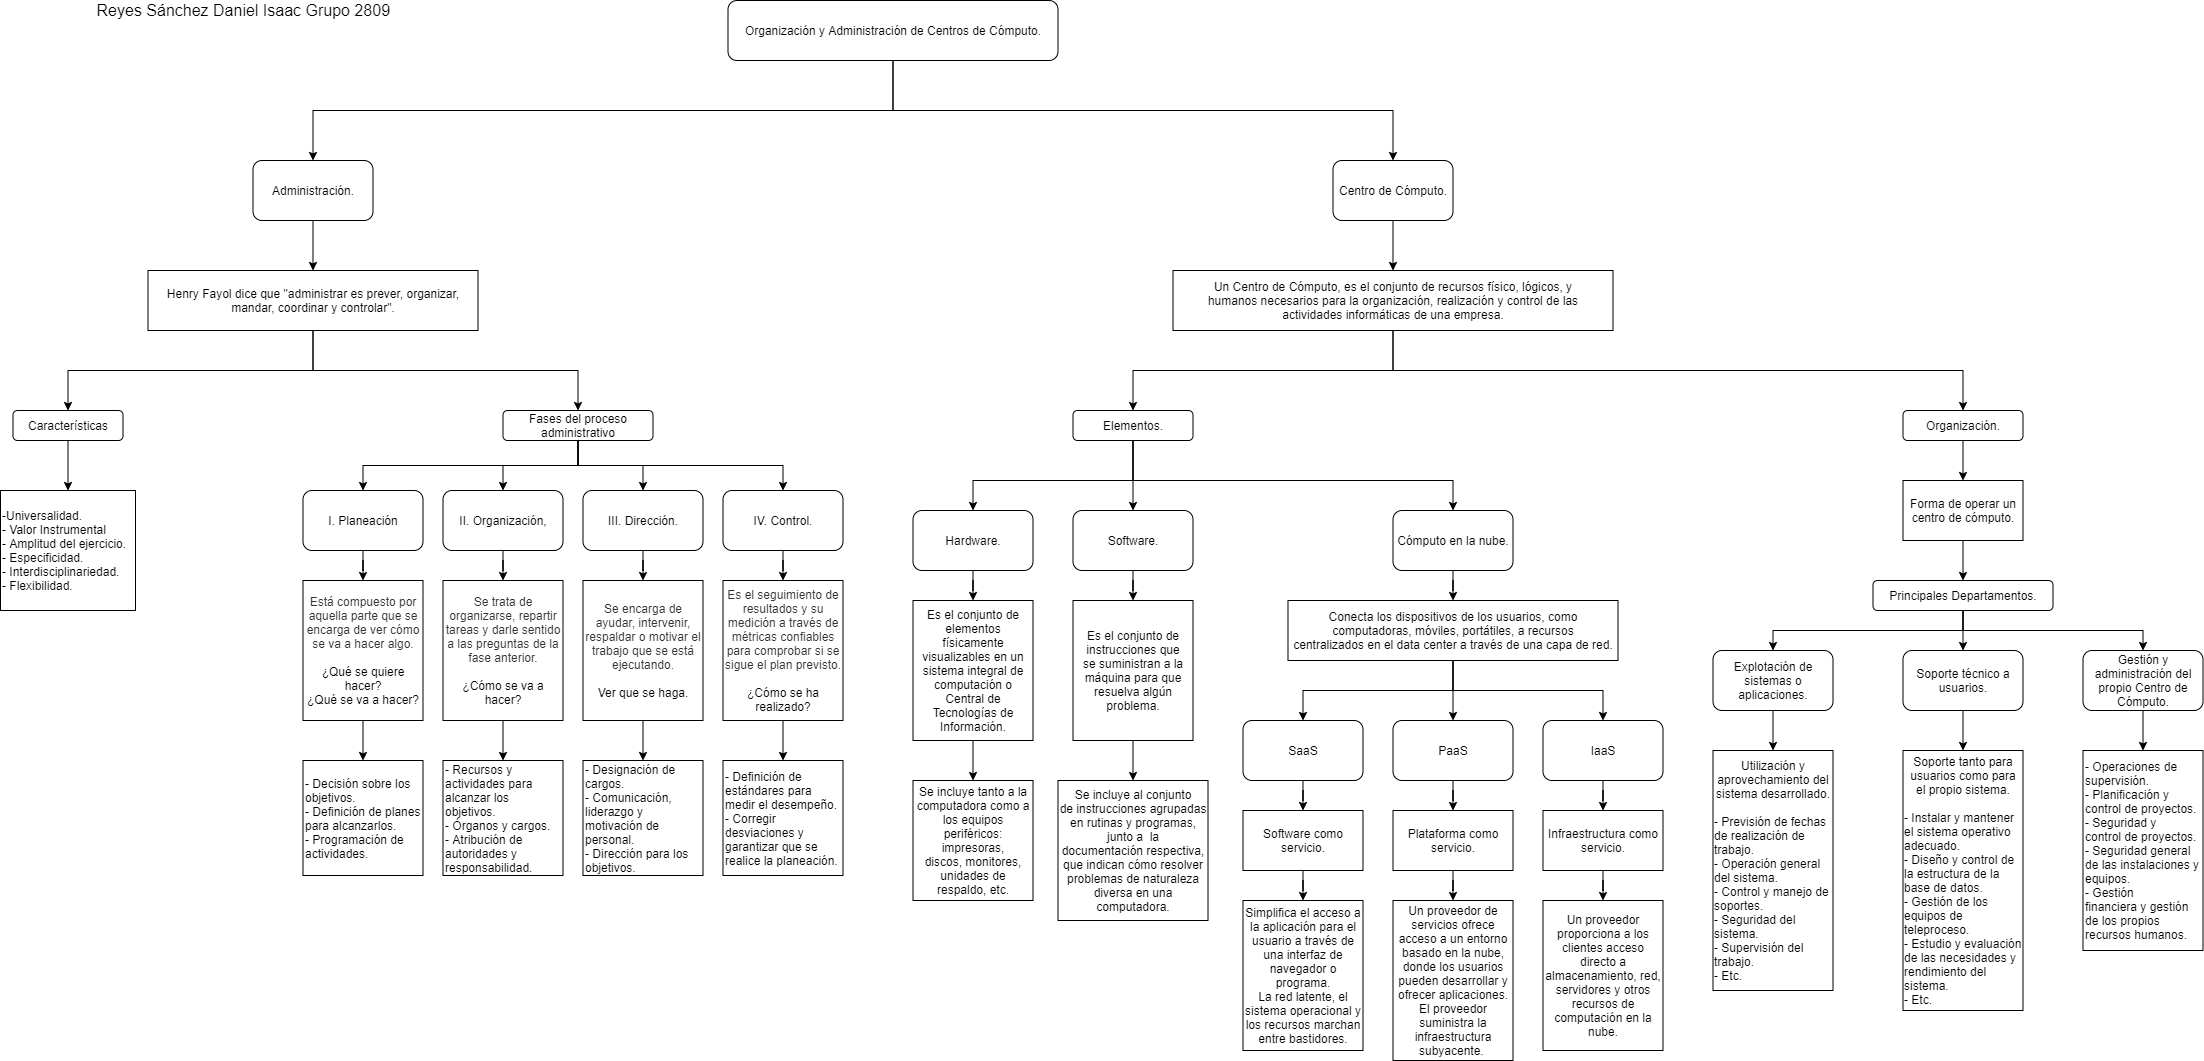 Reyes Sánchez Daniel Isaac Grupo 2809
Organización y Administración de Centros de Cómputo.
Administración.
Centro de Cómputo.
Henry Fayol dice que "administrar es prever, organizar,
mandar, coordinar y controlar".
Un Centro de Cómputo, es el conjunto de recursos físico, lógicos, y
humanos necesarios para la organización, realización y control de las
actividades informáticas de una empresa.
Características
Fases del proceso
administrativo
Elementos.
Organización.
-Universalidad.
- Valor Instrumental
- Amplitud del ejercicio.
- Especificidad.
- Interdisciplinariedad.
- Flexibilidad.
I. Planeación
II. Organización,
III. Dirección.
IV. Control.
Está compuesto por
aquella parte que se
encarga de ver cómo
se va a hacer algo.
¿Qué se quiere
hacer?
¿Qué se va a hacer?
Se trata de
organizarse, repartir
tareas y darle sentido
a las preguntas de la
fase anterior.
¿Cómo se va a
hacer?
Se encarga de
ayudar, intervenir,
respaldar o motivar el
trabajo que se está
ejecutando.
Ver que se haga.
Es el seguimiento de
resultados y su
medición a través de
métricas confiables
para comprobar si se
sigue el plan previsto.
¿Cómo se ha
realizado?
- Decisión sobre los
objetivos.
- Definición de planes
para alcanzarlos.
- Programación de
actividades.
- Recursos y
actividades para
alcanzar los
objetivos.
- Órganos y cargos.
- Atribución de
autoridades y
responsabilidad.
- Designación de
cargos.
- Comunicación,
liderazgo y
motivación de
personal.
- Dirección para los
objetivos.
- Definición de
estándares para
medir el desempeño.
- Corregir
desviaciones y
garantizar que se
realice la planeación.
Hardware.
Software.
Cómputo en la nube.
Es el conjunto de
elementos
físicamente
visualizables en un
sistema integral de
computación o
Central de
Tecnologías de
Información.
Es el conjunto de
instrucciones que
se suministran a la
máquina para que
resuelva algún
problema.
Conecta los dispositivos de los usuarios, como
computadoras, móviles, portátiles, a recursos
centralizados en el data center a través de una capa de red.
Se incluye tanto a la
computadora como a
los equipos
periféricos:
impresoras,
discos, monitores,
unidades de
respaldo, etc.
Se incluye al conjunto
de instrucciones agrupadas
en rutinas y programas,
junto a la
documentación respectiva,
que indican cómo resolver
problemas de naturaleza
diversa en una
computadora.
SaaS
PaaS
IaaS
Software como
servicio.
Plataforma como
servicio.
Infraestructura como
servicio.
Simplifica el acceso a
la aplicación para el
usuario a través de
una interfaz de
navegador o
programa.
La red latente, el
sistema operacional y
los recursos marchan
entre bastidores.
Un proveedor de
servicios ofrece
acceso a un entorno
basado en la nube,
donde los usuarios
pueden desarrollar y
ofrecer aplicaciones.
El proveedor
suministra la
infraestructura
subyacente.
Un proveedor
proporciona a los
clientes acceso
directo a
almacenamiento, red,
servidores y otros
recursos de
computación en la
nube.
Forma de operar un
centro de cómputo.
Principales Departamentos.
Explotación de
sistemas o
aplicaciones.
Soporte técnico a
usuarios.
Gestión y
administración del
propio Centro de
Cómputo.
Utilización y
aprovechamiento del
sistema desarrollado.
- Previsión de fechas
de realización de
trabajo.
- Operación general
del sistema.
- Control y manejo de
soportes.
- Seguridad del
sistema.
- Supervisión del
trabajo.
- Etc.
Soporte tanto para
usuarios como para
el propio sistema.
- Instalar y mantener
el sistema operativo
adecuado.
- Diseño y control de
la estructura de la
base de datos.
- Gestión de los
equipos de
teleproceso.
- Estudio y evaluación
de las necesidades y
rendimiento del
sistema.
- Etc.
- Operaciones de
supervisión.
- Planificación y
control de proyectos.
- Seguridad y
control de proyectos.
- Seguridad general
de las instalaciones y
equipos.
- Gestión
financiera y gestión
de los propios
recursos humanos.